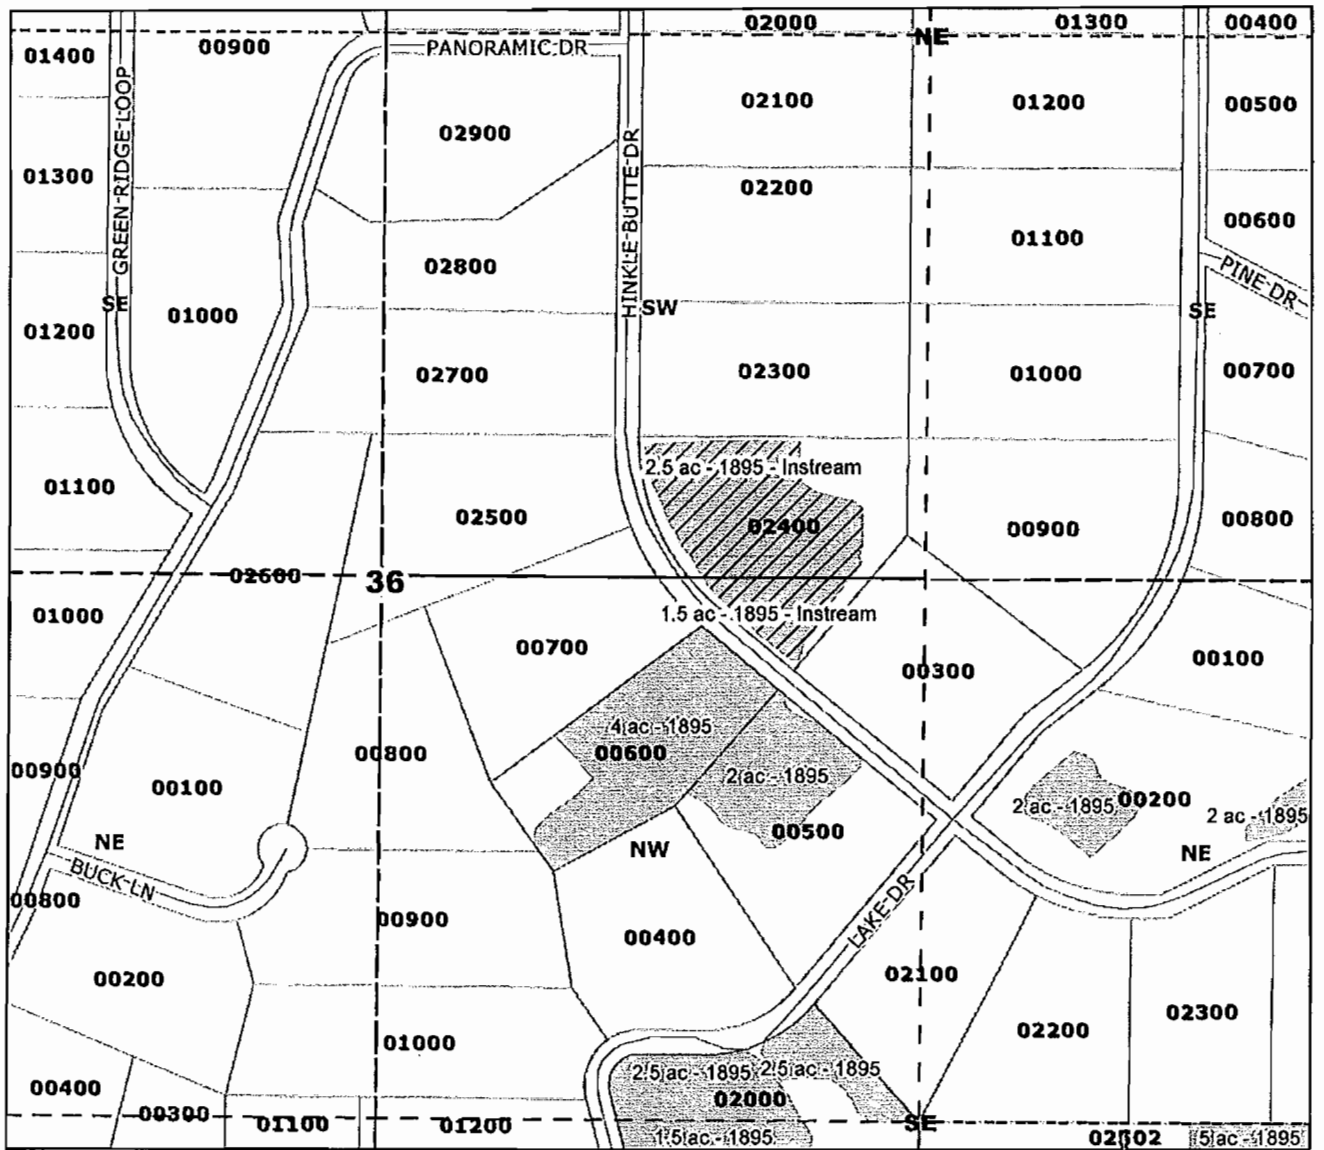 02000
01300
00400
01400
00900
PANORAMIC DR
NE
02100
01200
00500
02900
GREEN RIDGE LOOP
HINKLE BUTTE DR
01300
02200
00600
01100
02800
PINE DR
SE
01000
SW
SE
01200
02700
02300
01000
00700
2.5 ac - 1895 - Instream
01100
02500
02400
00900
00800
02600
36
01000
1.5 ac - 1895 - Instream
00700
00300
00100
4 ac - 1895
00600
00800
00900
00100
2 ac - 1895
2 ac - 1895
00200
2 ac - 1895
00500
NE
NW
NE
BUCK LN
00800
00900
00400
LAKE DR
00200
02100
02300
02200
01000
2.5 ac - 1895
2.5 ac - 1895
00400
02000
00300
01100
01200
SE
1.5 ac - 1895
5 ac - 1895